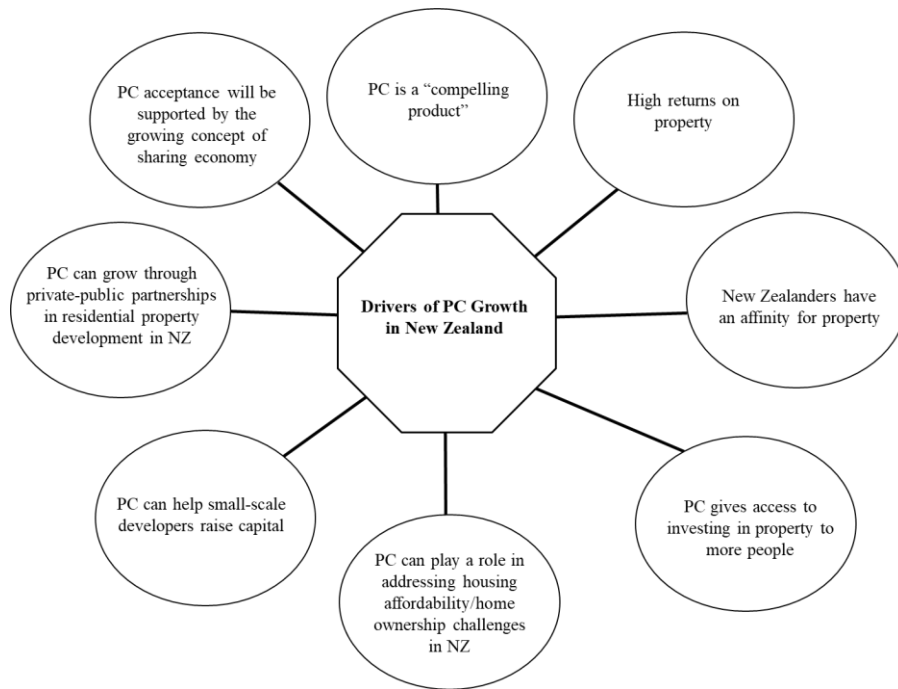 PC acceptance will be
supported by the
growing concept of
sharing economy
PC is a “compelling
product”
High returns on
property
PC can grow through
private-public partnerships
in residential property
development in NZ
Drivers of PC Growth
in New Zealand
New Zealanders have
an affinity for property
PC can help small-scale
developers raise capital
PC can play a role in
addressing housing
affordability/home
ownership challenges
in NZ
PC gives access to
investing in property to
more people